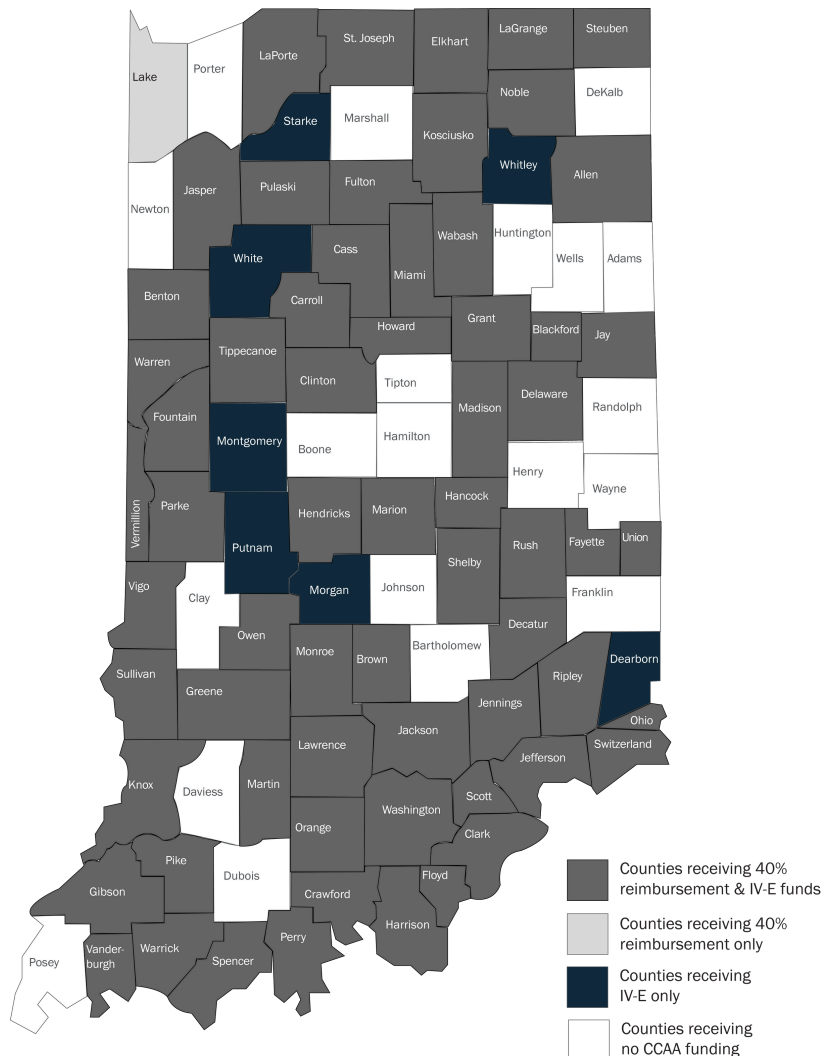 LaGrange
Steuben
St. Joseph
Elkhart
LaPorte
Porter
Lake
Noble
DeKalb
Starke
Marshall
Kosciusko
Whitley
Allen
Jasper
Pulaski
Fulton
Newton
Wabash
Huntington
White
Cass
Wells
Adams
Miami
Benton
Carroll
Grant
Howard
Blackford
Jay
Tippecanoe
Warren
Clinton
Tipton
Delaware
Madison
Randolph
Fountain
Montgomery
Boone
Hamilton
Henry
Wayne
Hancock
Parke
Hendricks
Marion
Vermillion
Putnam
Rush
Fayette
Union
Shelby
Vigo
Clay
Morgan
Johnson
Franklin
Decatur
Owen
Monroe
Brown
Bartholomew
Dearborn
Sullivan
Ripley
Greene
Jennings
Ohio
Jackson
Lawrence
Switzerland
Jefferson
Knox
Daviess
Martin
Scott
Washington
Orange
Clark
Pike
Dubois
Floyd
Gibson
Crawford
Harrison
Perry
Posey
Vander-
burgh
Warrick
Spencer
Counties receiving 40%
reimbursement & IV-E funds
Counties receiving 40%
reimbursement only
Counties receiving
IV-E only
Counties receiving
no CCAA funding